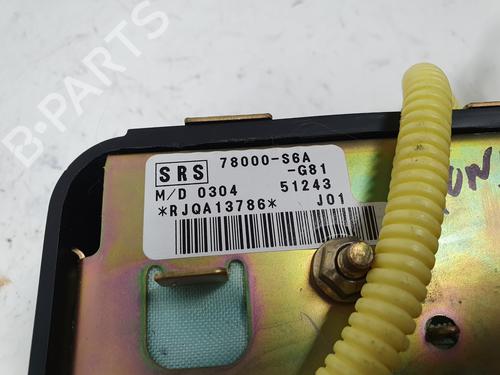 B-PARTS
SRS 78000-S6A
-G81
M/D 0304 51243
*RJQA13786* J01